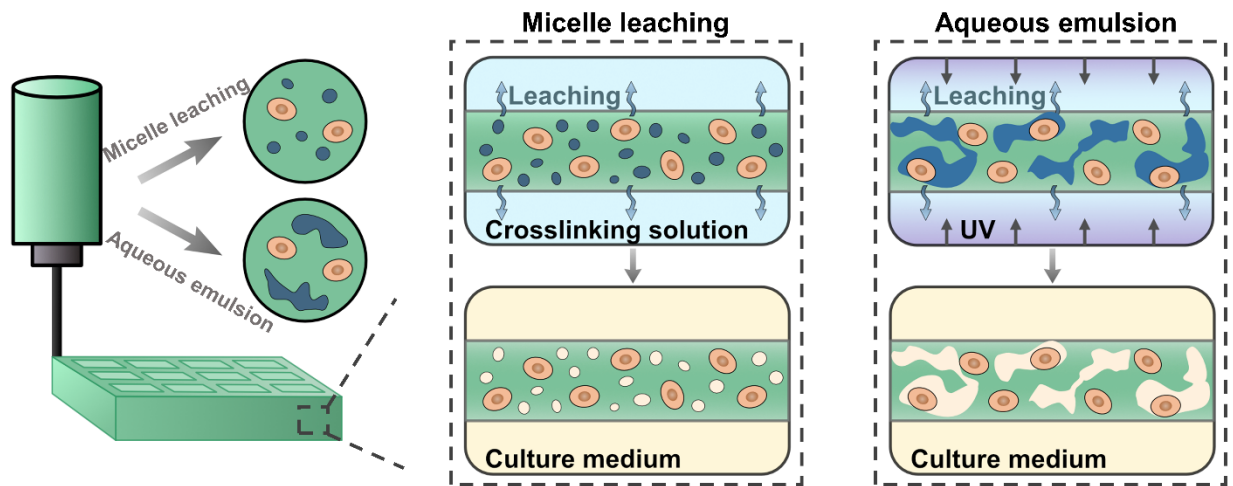 Micelle leaching
Aqueous emulsion
Micelle leaching
Leaching
Crosslinking solution
Culture medium
Aqueous emulsion
Leaching
UV
Culture medium